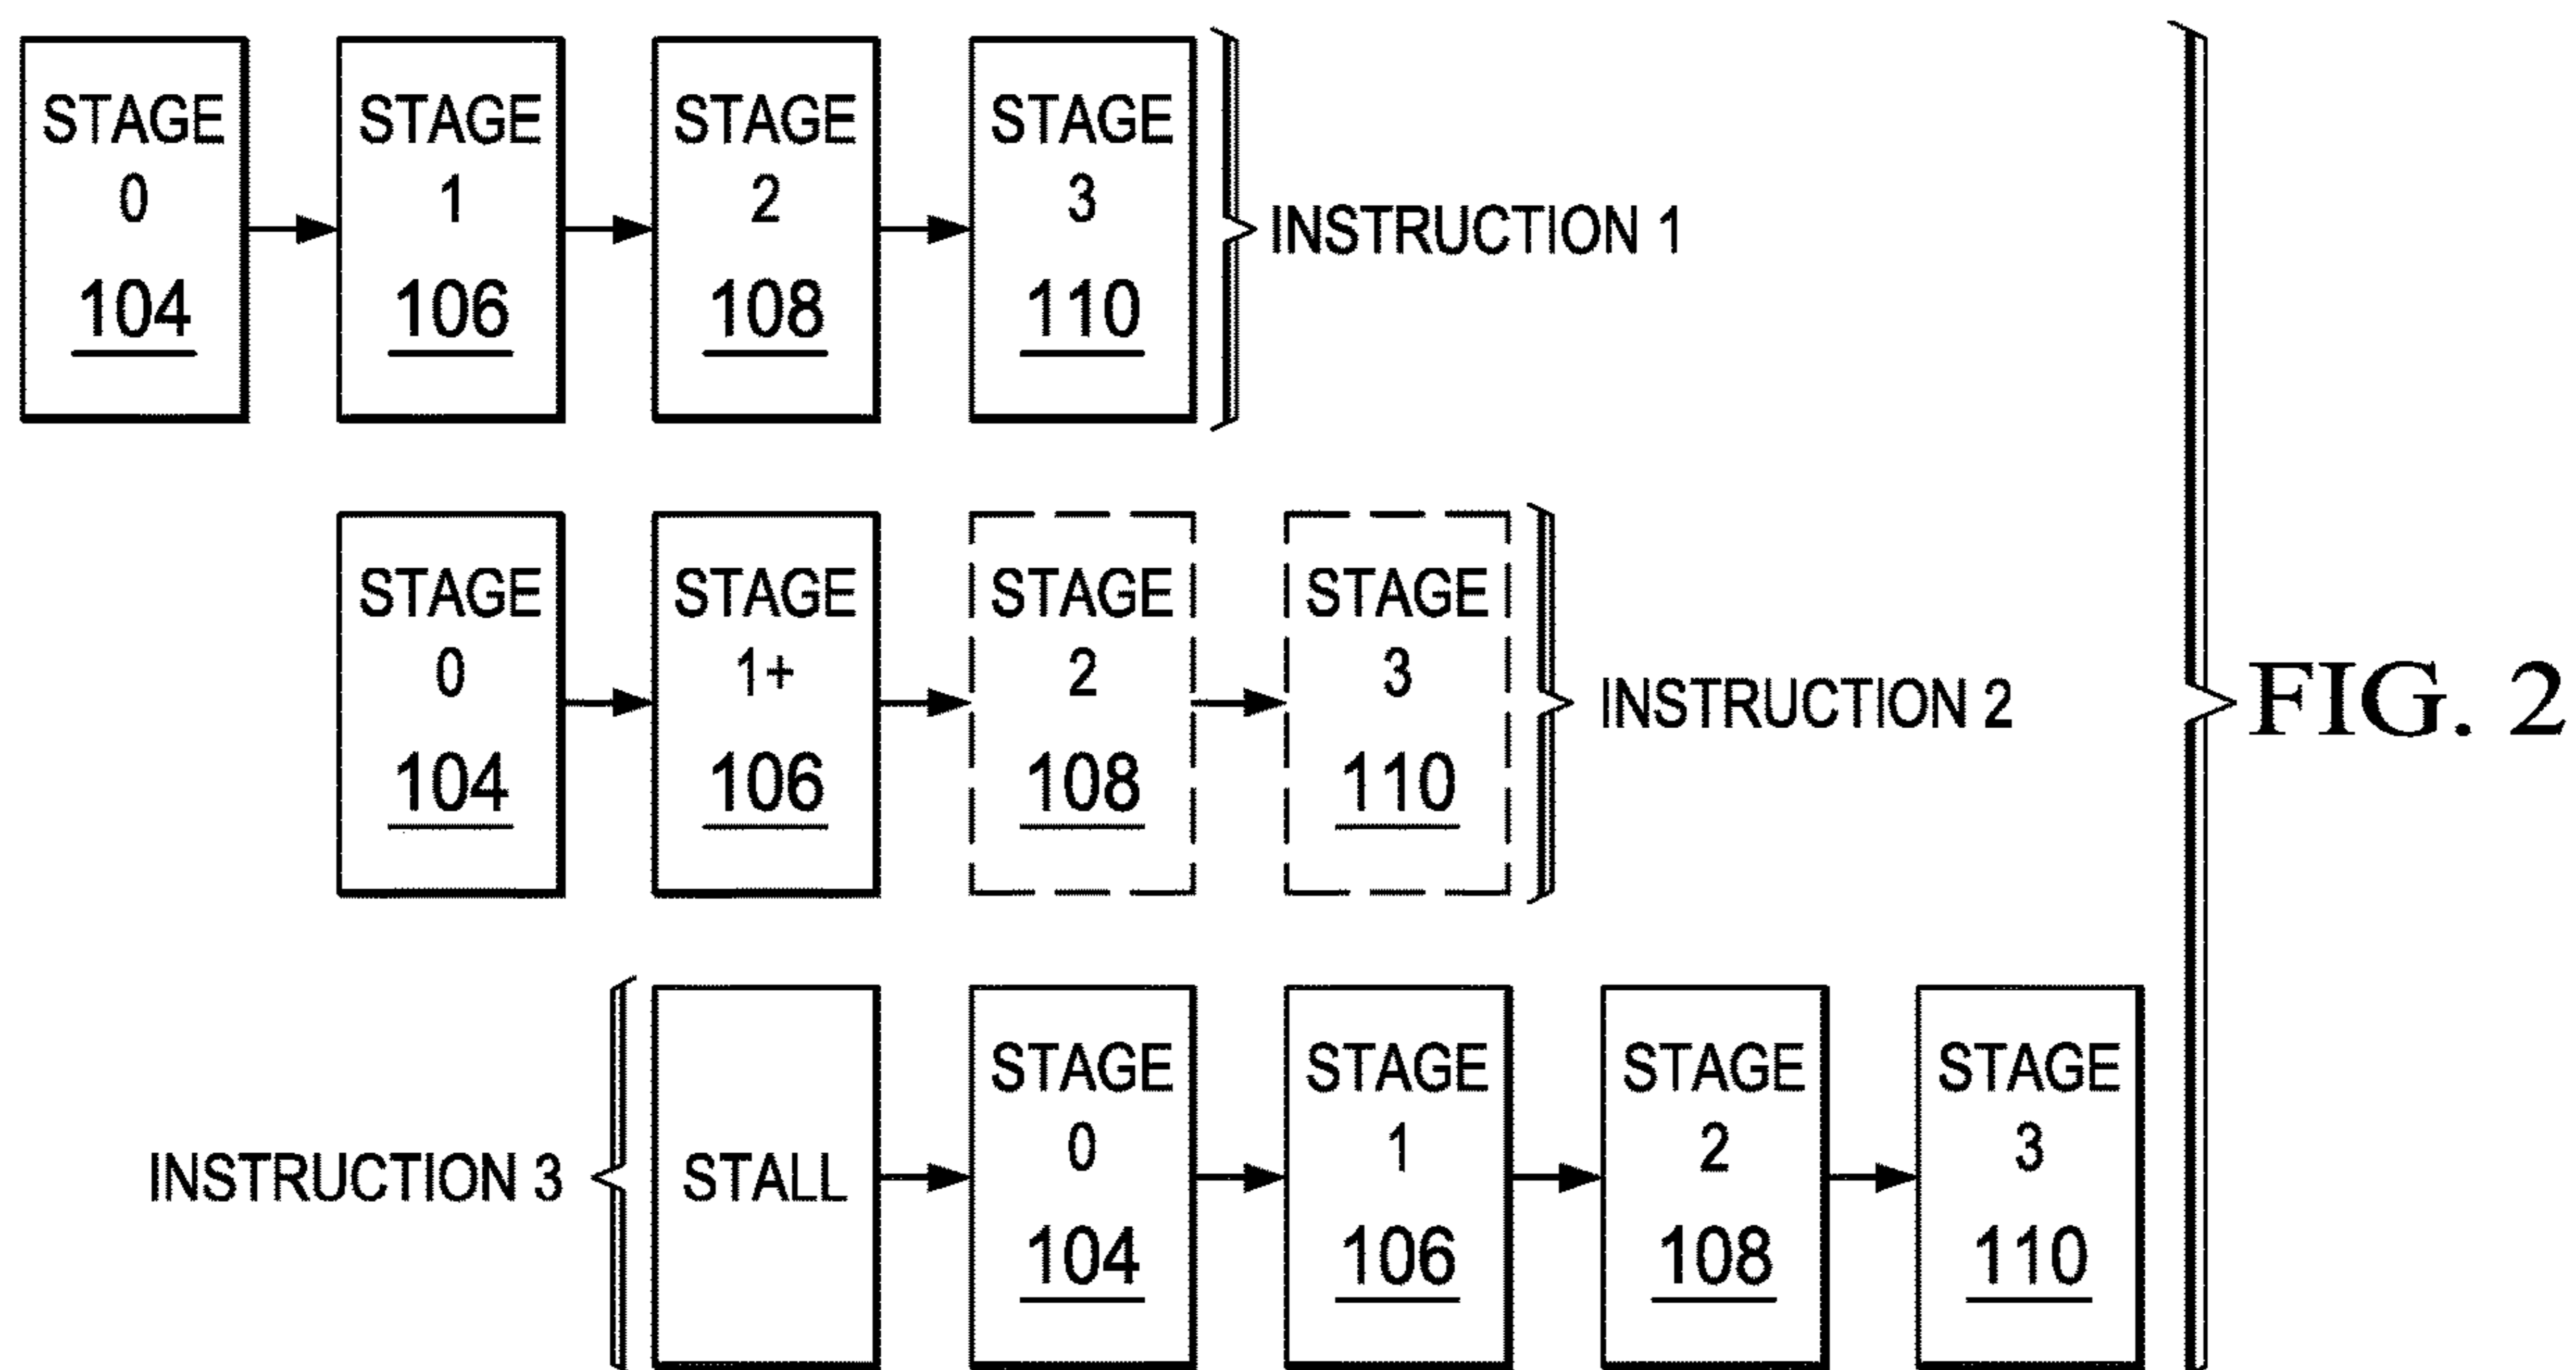 STAGE
0
104
STAGE
1
106
STAGE
2
108
STAGE
3
110
INSTRUCTION 1
STAGE
0
104
STAGE
1+
106
STAGE
2
108
STAGE
3
110
INSTRUCTION 2
INSTRUCTION 3
STALL
STAGE
0
104
STAGE
1
106
STAGE
2
108
STAGE
3
110
FIG. 2